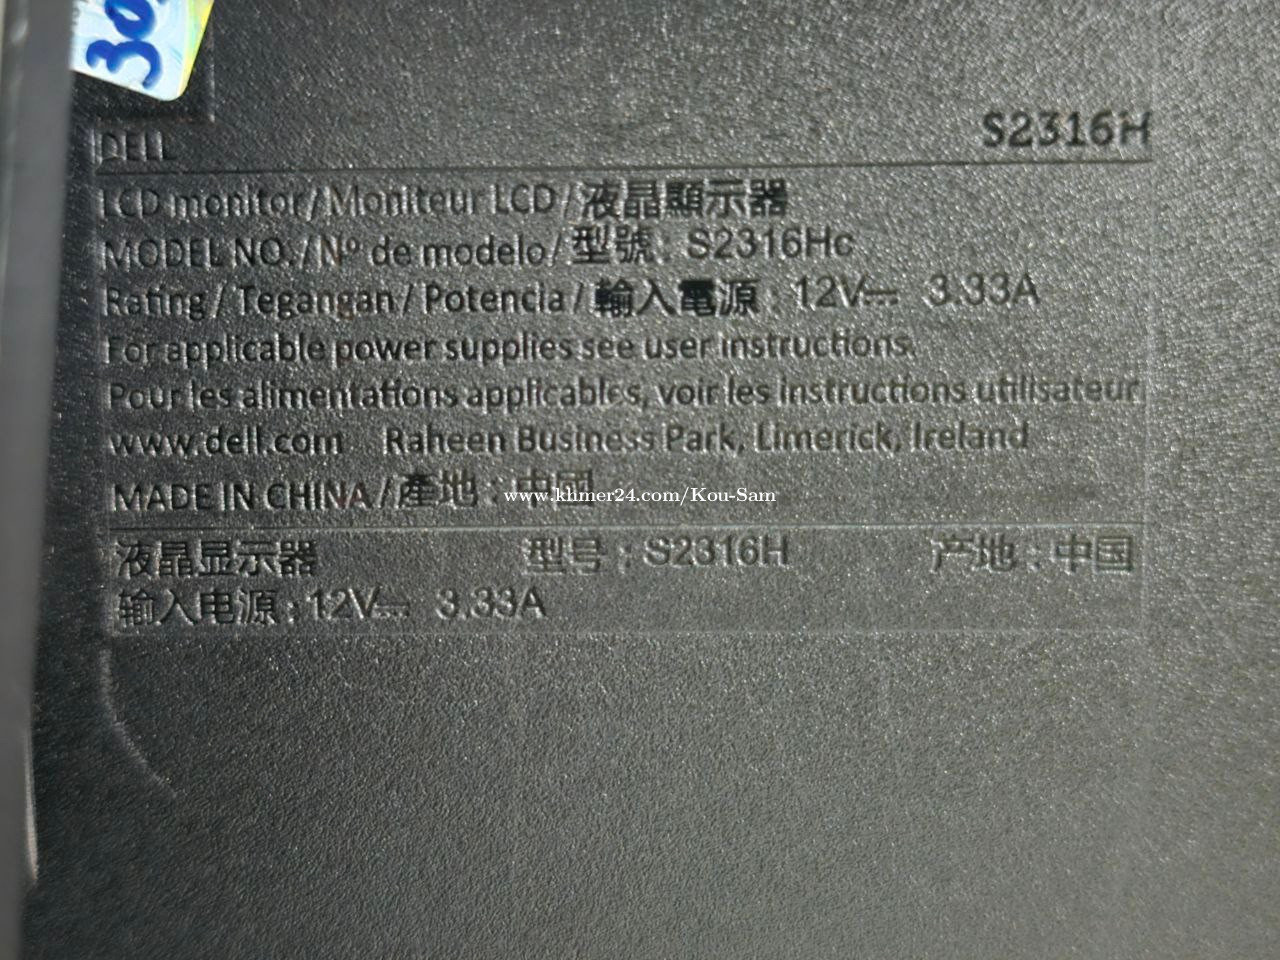 30
DELL S2316H
LCD monitor / Moniteur LCD / 液晶顯示器
MODEL NO. / Nº de modelo / 型號 : S2316Hc
Rating / Tegangan / Potencia / 輸入電源 : 12V⎓ 3.33A
For applicable power supplies see user instructions.
Pour les alimentations applicables, voir les instructions utilisateur.
www.dell.com Raheen Business Park, Limerick, Ireland
MADE IN CHINA / 產地 : 中國
www.khmer24.com/Kou-Sam
液晶显示器 型号 : S2316H 产地 : 中国
输入电源 : 12V⎓ 3.33A